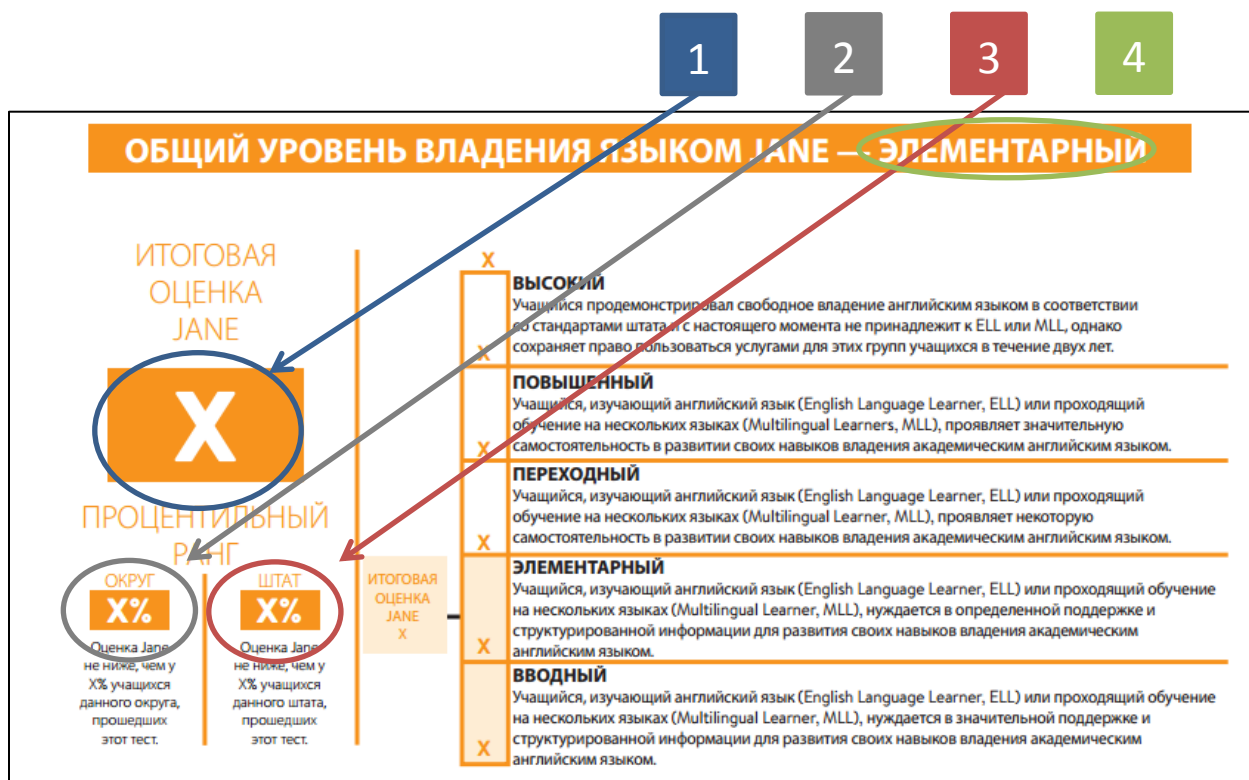 1
2
3
4
ОБЩИЙ УРОВЕНЬ ВЛАДЕНИЯ ЯЗЫКОМ JANE — ЭЛЕМЕНТАРНЫЙ
ИТОГОВАЯ
ОЦЕНКА
JANE
X
ПРОЦЕНТИЛЬНЫЙ
РАНГ
ОКРУГ
X%
Оценка Jane
не ниже, чем у
X% учащихся
данного округа,
прошедших
этот тест.
ШТАТ
X%
Оценка Jane
не ниже, чем у
X% учащихся
данного штата,
прошедших
этот тест.
ИТОГОВАЯ
ОЦЕНКА
JANE
X
X
ВЫСОКИЙ
Учащийся продемонстрировал свободное владение английским языком в соответствии
со стандартами штата и с настоящего момента не принадлежит к ELL или MLL, однако
сохраняет право пользоваться услугами для этих групп учащихся в течение двух лет.
X
ПОВЫШЕННЫЙ
Учащийся, изучающий английский язык (English Language Learner, ELL) или проходящий
обучение на нескольких языках (Multilingual Learners, MLL), проявляет значительную
самостоятельность в развитии своих навыков владения академическим английским языком.
X
ПЕРЕХОДНЫЙ
Учащийся, изучающий английский язык (English Language Learner, ELL) или проходящий
обучение на нескольких языках (Multilingual Learner, MLL), проявляет некоторую
самостоятельность в развитии своих навыков владения академическим английским языком.
X
ЭЛЕМЕНТАРНЫЙ
Учащийся, изучающий английский язык (English Language Learner, ELL) или проходящий обучение
на нескольких языках (Multilingual Learner, MLL), нуждается в определенной поддержке и
структурированной информации для развития своих навыков владения академическим
английским языком.
X
ВВОДНЫЙ
Учащийся, изучающий английский язык (English Language Learner, ELL) или проходящий обучение
на нескольких языках (Multilingual Learner, MLL), нуждается в значительной поддержке и
структурированной информации для развития своих навыков владения академическим
английским языком.
X